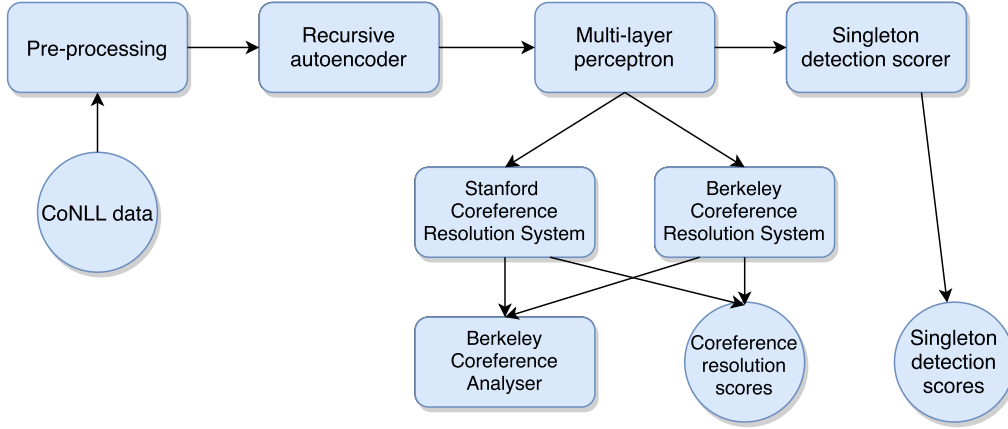 Pre-processing
Recursive
autoencoder
Multi-layer
perceptron
Singleton
detection scorer
CoNLL data
Stanford
Coreference
Resolution System
Berkeley
Coreference
Resolution System
Berkeley
Coreference
Analyser
Coreference
resolution
scores
Singleton
detection
scores